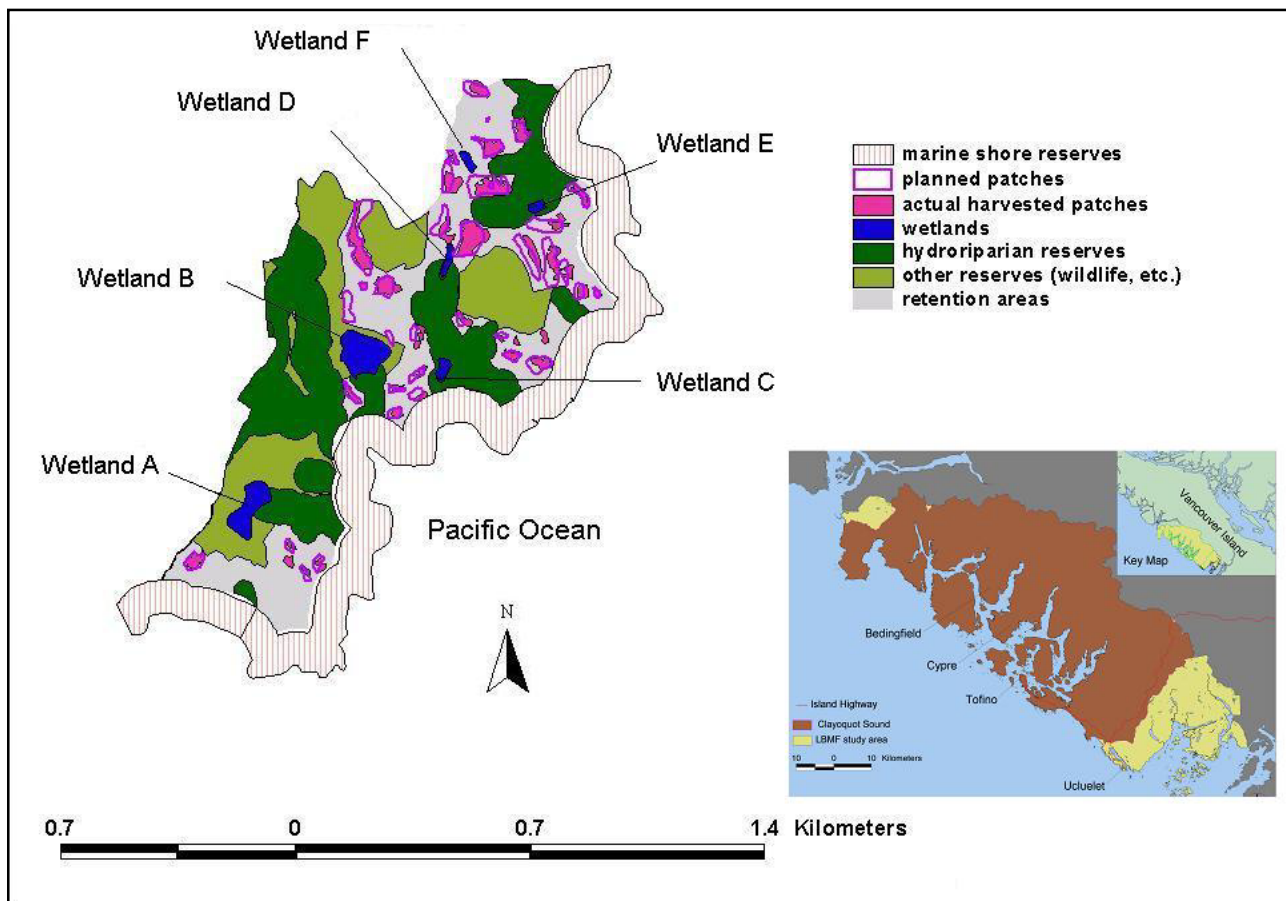 Wetland F
Wetland D
Wetland E
Wetland B
Wetland C
Wetland A
Pacific Ocean
N
marine shore reserves
planned patches
actual harvested patches
wetlands
hydroriparian reserves
other reserves (wildlife, etc.)
retention areas
Vancouver Island
Key Map
Bedingfield
Cypre
Tofino
Island Highway
Clayoquot Sound
LBMF study area
10 0 10 Kilometers
Ucluelet
0.7 0 0.7 1.4 Kilometers